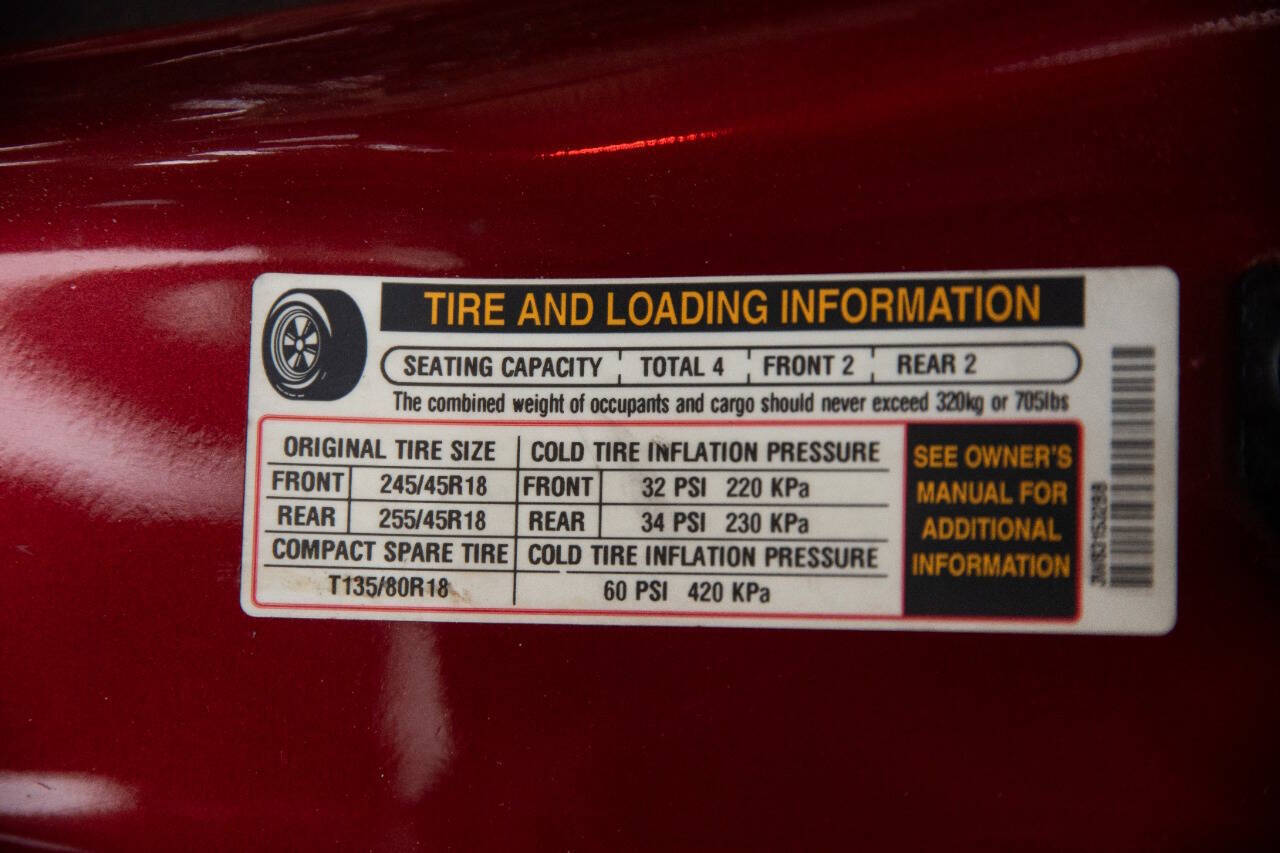 TIRE AND LOADING INFORMATION
SEATING CAPACITY TOTAL 4 FRONT 2 REAR 2
The combined weight of occupants and cargo should never exceed 320kg or 705lbs
ORIGINAL TIRE SIZE COLD TIRE INFLATION PRESSURE
FRONT 245/45R18 FRONT 32 PSI 220 KPa
REAR 255/45R18 REAR 34 PSI 230 KPa
COMPACT SPARE TIRE COLD TIRE INFLATION PRESSURE
T135/80R18 60 PSI 420 KPa
SEE OWNER'S
MANUAL FOR
ADDITIONAL
INFORMATION